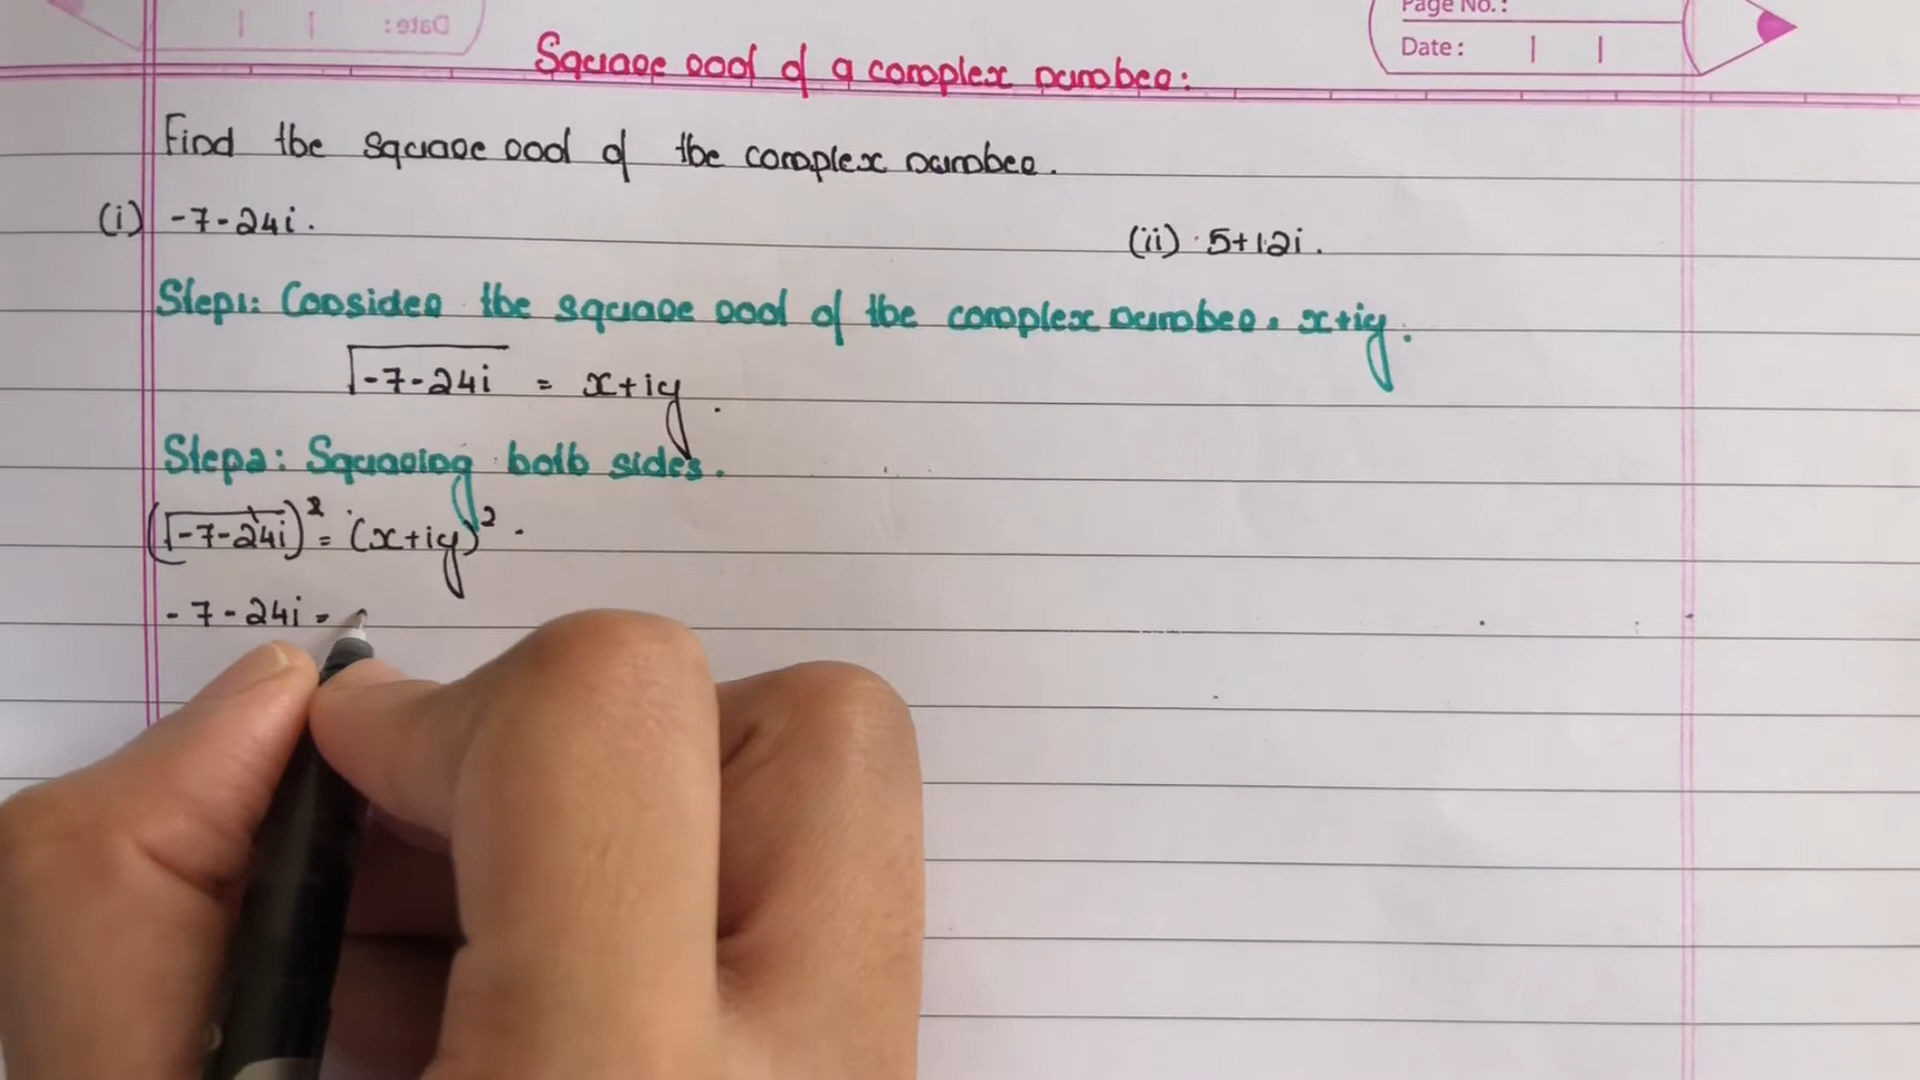 Page No.:
Date :
Date :
Square root of a complex number:
Find the square root of the complex number.
(i) -7-24i.
(ii) 5+12i.
Step1: Consider the square root of the complex number = x+iy.
√-7-24i = x+iy.
Step2: Squaring both sides.
(√-7-24i)² = (x+iy)².
-7-24i =